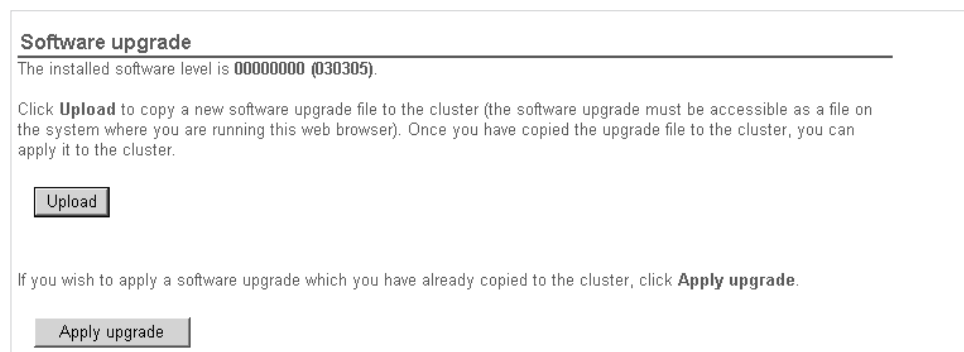 Software upgrade
The installed software level is 00000000 (030305).
Click Upload to copy a new software upgrade file to the cluster (the software upgrade must be accessible as a file on
the system where you are running this web browser). Once you have copied the upgrade file to the cluster, you can
apply it to the cluster.
Upload
If you wish to apply a software upgrade which you have already copied to the cluster, click Apply upgrade.
Apply upgrade